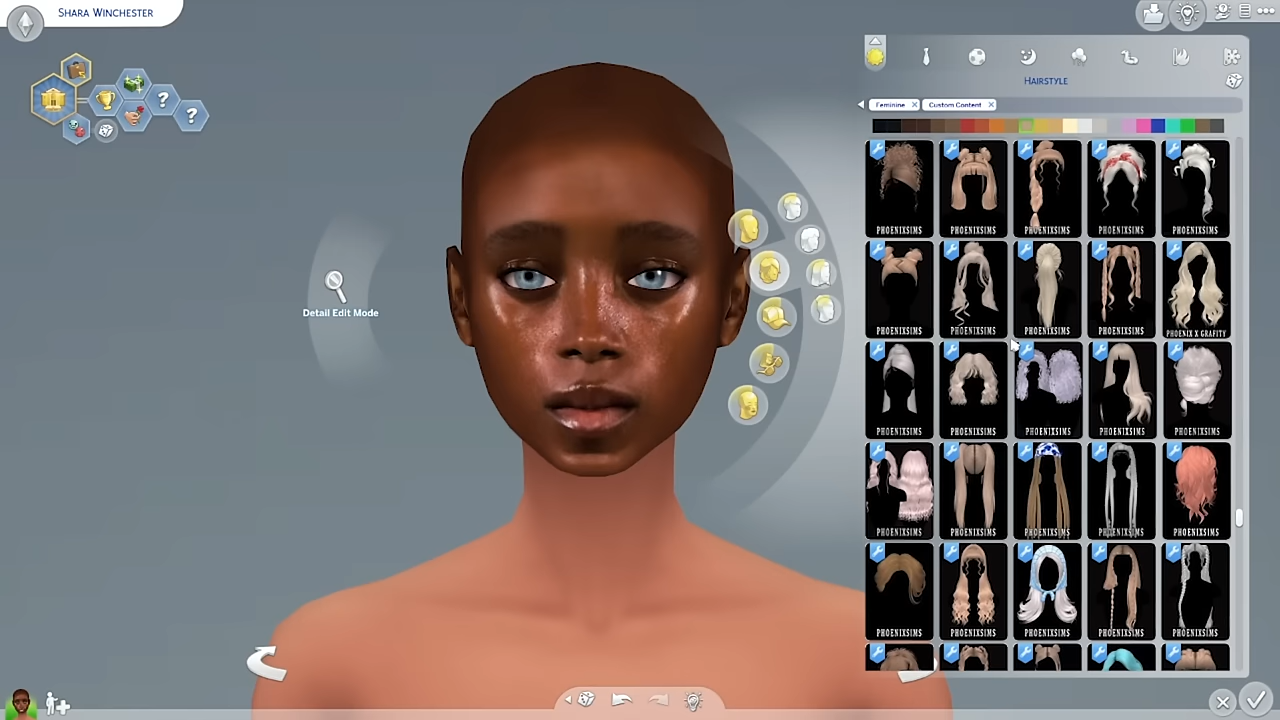 Shara Winchester
Hairstyle
Feminine
Custom Content
Detail Edit Mode
PHOENIXSIMS PHOENIXSIMS PHOENIXSIMS PHOENIXSIMS PHOENIXSIMS
PHOENIXSIMS PHOENIXSIMS PHOENIXSIMS PHOENIXSIMS PHOENIX X GRAFITY
PHOENIXSIMS PHOENIXSIMS PHOENIXSIMS PHOENIXSIMS PHOENIXSIMS
PHOENIXSIMS PHOENIXSIMS PHOENIXSIMS PHOENIXSIMS PHOENIXSIMS
PHOENIXSIMS PHOENIXSIMS PHOENIXSIMS PHOENIXSIMS PHOENIXSIMS
? ?